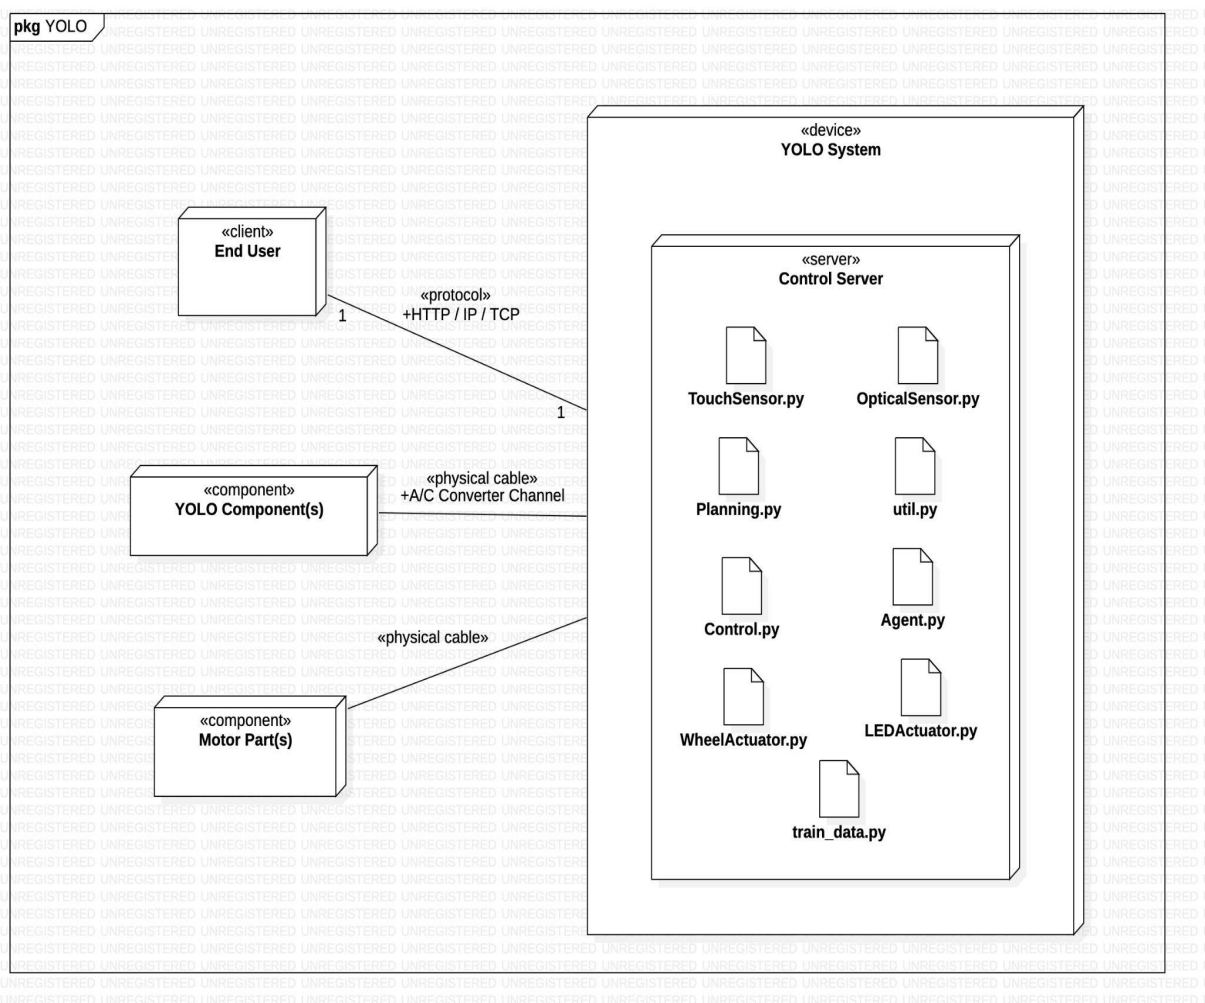 pkg YOLO
«device»
YOLO System
«client»
End User
«server»
Control Server
«protocol»
+HTTP / IP / TCP
1
1
TouchSensor.py
OpticalSensor.py
«physical cable»
+A/C Converter Channel
«component»
YOLO Component(s)
Planning.py
util.py
Control.py
Agent.py
«physical cable»
«component»
Motor Part(s)
WheelActuator.py
LEDActuator.py
train_data.py
UNREGISTERED